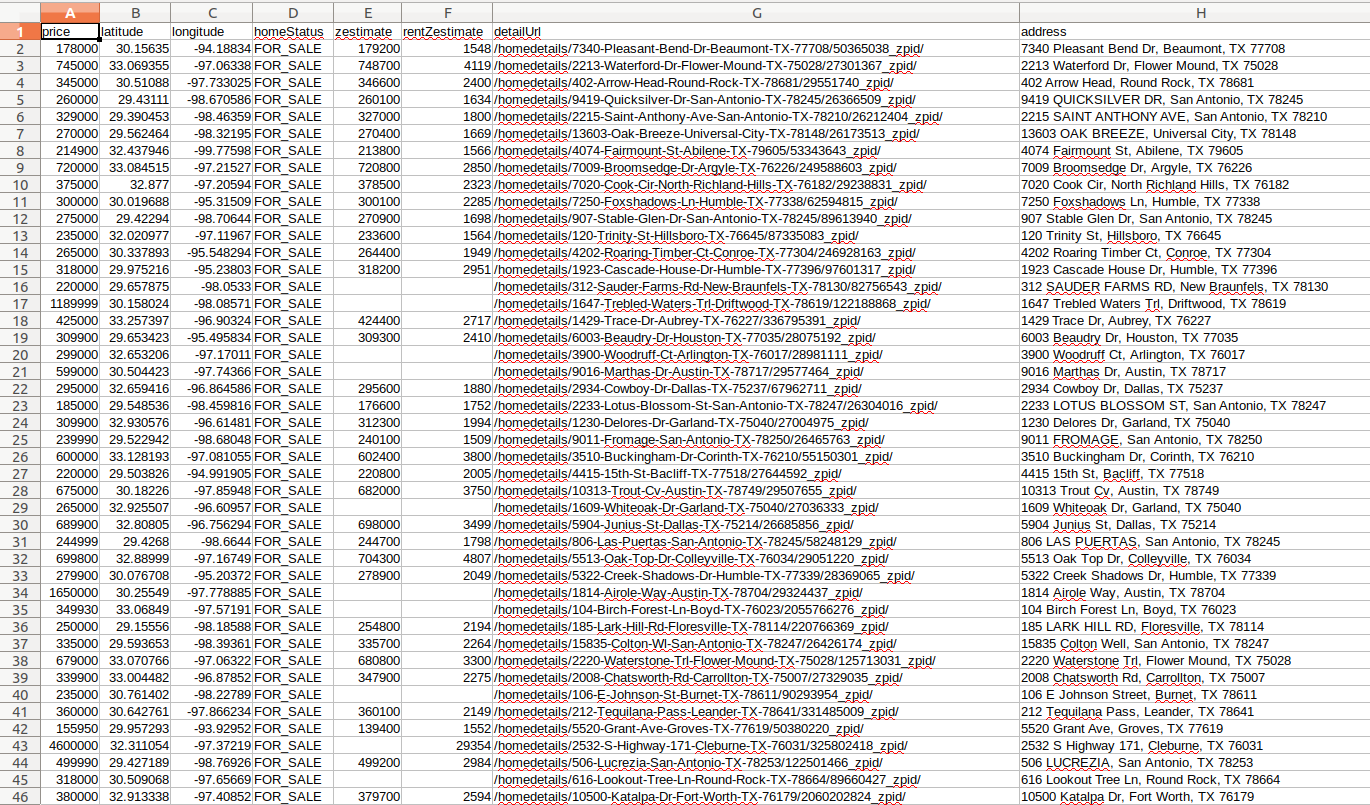 A B C D E F G H
1 price latitude longitude homeStatus zestimate rentZestimate detailUrl address
2 178000 30.15635 -94.18834 FOR_SALE 179200 1548 /homedetails/7340-Pleasant-Bend-Dr-Beaumont-TX-77708/50365038_zpid/ 7340 Pleasant Bend Dr, Beaumont, TX 77708
3 745000 33.069355 -97.06338 FOR_SALE 748700 4119 /homedetails/2213-Waterford-Dr-Flower-Mound-TX-75028/27301367_zpid/ 2213 Waterford Dr, Flower Mound, TX 75028
4 345000 30.51088 -97.733025 FOR_SALE 346600 2400 /homedetails/402-Arrow-Head-Round-Rock-TX-78681/29551740_zpid/ 402 Arrow Head, Round Rock, TX 78681
5 260000 29.43111 -98.670586 FOR_SALE 260100 1634 /homedetails/9419-Quicksilver-Dr-San-Antonio-TX-78245/26366509_zpid/ 9419 QUICKSILVER DR, San Antonio, TX 78245
6 329000 29.390453 -98.46359 FOR_SALE 327000 1800 /homedetails/2215-Saint-Anthony-Ave-San-Antonio-TX-78210/26212404_zpid/ 2215 SAINT ANTHONY AVE, San Antonio, TX 78210
7 270000 29.562464 -98.32195 FOR_SALE 270400 1669 /homedetails/13603-Oak-Breeze-Universal-City-TX-78148/26173513_zpid/ 13603 OAK BREEZE, Universal City, TX 78148
8 214900 32.437946 -99.77598 FOR_SALE 213800 1566 /homedetails/4074-Fairmount-St-Abilene-TX-79605/53343643_zpid/ 4074 Fairmount St, Abilene, TX 79605
9 720000 33.084515 -97.21527 FOR_SALE 720800 2850 /homedetails/7009-Broomsedge-Dr-Argyle-TX-76226/249588603_zpid/ 7009 Broomsedge Dr, Argyle, TX 76226
10 375000 32.877 -97.20594 FOR_SALE 378500 2323 /homedetails/7020-Cook-Cir-North-Richland-Hills-TX-76182/29238831_zpid/ 7020 Cook Cir, North Richland Hills, TX 76182
11 300000 30.019688 -95.31509 FOR_SALE 300100 2285 /homedetails/7250-Foxshadows-Ln-Humble-TX-77338/62594815_zpid/ 7250 Foxshadows Ln, Humble, TX 77338
12 275000 29.42294 -98.70644 FOR_SALE 270900 1698 /homedetails/907-Stable-Glen-Dr-San-Antonio-TX-78245/89613940_zpid/ 907 Stable Glen Dr, San Antonio, TX 78245
13 235000 32.020977 -97.11967 FOR_SALE 233600 1564 /homedetails/120-Trinity-St-Hillsboro-TX-76645/87335083_zpid/ 120 Trinity St, Hillsboro, TX 76645
14 265000 30.337893 -95.548294 FOR_SALE 264400 1949 /homedetails/4202-Roaring-Timber-Ct-Conroe-TX-77304/246928163_zpid/ 4202 Roaring Timber Ct, Conroe, TX 77304
15 318000 29.975216 -95.23803 FOR_SALE 318200 2951 /homedetails/1923-Cascade-House-Dr-Humble-TX-77396/97601317_zpid/ 1923 Cascade House Dr, Humble, TX 77396
16 220000 29.657875 -98.0533 FOR_SALE /homedetails/312-Sauder-Farms-Rd-New-Braunfels-TX-78130/82756543_zpid/ 312 SAUDER FARMS RD, New Braunfels, TX 78130
17 1189999 30.158024 -98.08571 FOR_SALE /homedetails/1647-Trebled-Waters-Trl-Driftwood-TX-78619/122188868_zpid/ 1647 Trebled Waters Trl, Driftwood, TX 78619
18 425000 33.257397 -96.90324 FOR_SALE 424400 2717 /homedetails/1429-Trace-Dr-Aubrey-TX-76227/336795391_zpid/ 1429 Trace Dr, Aubrey, TX 76227
19 309900 29.653423 -95.495834 FOR_SALE 309300 2410 /homedetails/6003-Beaudry-Dr-Houston-TX-77035/28075192_zpid/ 6003 Beaudry Dr, Houston, TX 77035
20 299000 32.653206 -97.17011 FOR_SALE /homedetails/3900-Woodruff-Ct-Arlington-TX-76017/28981111_zpid/ 3900 Woodruff Ct, Arlington, TX 76017
21 599000 30.504423 -97.74366 FOR_SALE /homedetails/9016-Marthas-Dr-Austin-TX-78717/29577464_zpid/ 9016 Marthas Dr, Austin, TX 78717
22 295000 32.659416 -96.864586 FOR_SALE 295600 1880 /homedetails/2934-Cowboy-Dr-Dallas-TX-75237/67962711_zpid/ 2934 Cowboy Dr, Dallas, TX 75237
23 185000 29.548536 -98.459816 FOR_SALE 176600 1752 /homedetails/2233-Lotus-Blossom-St-San-Antonio-TX-78247/26304016_zpid/ 2233 LOTUS BLOSSOM ST, San Antonio, TX 78247
24 309900 32.930576 -96.61481 FOR_SALE 312300 1994 /homedetails/1230-Delores-Dr-Garland-TX-75040/27004975_zpid/ 1230 Delores Dr, Garland, TX 75040
25 239990 29.522942 -98.68048 FOR_SALE 240100 1509 /homedetails/9011-Fromage-San-Antonio-TX-78250/26465763_zpid/ 9011 FROMAGE, San Antonio, TX 78250
26 600000 33.128193 -97.081055 FOR_SALE 602400 3800 /homedetails/3510-Buckingham-Dr-Corinth-TX-76210/55150301_zpid/ 3510 Buckingham Dr, Corinth, TX 76210
27 220000 29.503826 -94.991905 FOR_SALE 220800 2005 /homedetails/4415-15th-St-Bacliff-TX-77518/27644592_zpid/ 4415 15th St, Bacliff, TX 77518
28 675000 30.18226 -97.85948 FOR_SALE 682000 3750 /homedetails/10313-Trout-Cv-Austin-TX-78749/29507655_zpid/ 10313 Trout Cv, Austin, TX 78749
29 265000 32.925507 -96.60957 FOR_SALE /homedetails/1609-Whiteoak-Dr-Garland-TX-75040/27036333_zpid/ 1609 Whiteoak Dr, Garland, TX 75040
30 689900 32.80805 -96.756294 FOR_SALE 698000 3499 /homedetails/5904-Junius-St-Dallas-TX-75214/26685856_zpid/ 5904 Junius St, Dallas, TX 75214
31 244999 29.4268 -98.6644 FOR_SALE 244700 1798 /homedetails/806-Las-Puertas-San-Antonio-TX-78245/58248129_zpid/ 806 LAS PUERTAS, San Antonio, TX 78245
32 699800 32.88999 -97.16749 FOR_SALE 704300 4807 /homedetails/5513-Oak-Top-Dr-Colleyville-TX-76034/29051220_zpid/ 5513 Oak Top Dr, Colleyville, TX 76034
33 279900 30.076708 -95.20372 FOR_SALE 278900 2049 /homedetails/5322-Creek-Shadows-Dr-Humble-TX-77339/28369065_zpid/ 5322 Creek Shadows Dr, Humble, TX 77339
34 1650000 30.25549 -97.778885 FOR_SALE /homedetails/1814-Airole-Way-Austin-TX-78704/29324437_zpid/ 1814 Airole Way, Austin, TX 78704
35 349930 33.06849 -97.57191 FOR_SALE /homedetails/104-Birch-Forest-Ln-Boyd-TX-76023/2055766276_zpid/ 104 Birch Forest Ln, Boyd, TX 76023
36 250000 29.15556 -98.18588 FOR_SALE 254800 2194 /homedetails/185-Lark-Hill-Rd-Floresville-TX-78114/220766369_zpid/ 185 LARK HILL RD, Floresville, TX 78114
37 335000 29.593653 -98.39361 FOR_SALE 335700 2264 /homedetails/15835-Colton-Wl-San-Antonio-TX-78247/26426174_zpid/ 15835 Colton Well, San Antonio, TX 78247
38 679000 33.070766 -97.06322 FOR_SALE 680800 3300 /homedetails/2220-Waterstone-Trl-Flower-Mound-TX-75028/125713031_zpid/ 2220 Waterstone Trl, Flower Mound, TX 75028
39 339900 33.004482 -96.87852 FOR_SALE 347900 2275 /homedetails/2008-Chatsworth-Rd-Carrollton-TX-75007/27329035_zpid/ 2008 Chatsworth Rd, Carrollton, TX 75007
40 235000 30.761402 -98.22789 FOR_SALE /homedetails/106-E-Johnson-St-Burnet-TX-78611/90293954_zpid/ 106 E Johnson Street, Burnet, TX 78611
41 360000 30.642761 -97.866234 FOR_SALE 360100 2149 /homedetails/212-Tequilana-Pass-Leander-TX-78641/331485009_zpid/ 212 Tequilana Pass, Leander, TX 78641
42 155950 29.957293 -93.92952 FOR_SALE 139400 1552 /homedetails/5520-Grant-Ave-Groves-TX-77619/50380220_zpid/ 5520 Grant Ave, Groves, TX 77619
43 4600000 32.311054 -97.37219 FOR_SALE 29354 /homedetails/2532-S-Highway-171-Cleburne-TX-76031/325802418_zpid/ 2532 S Highway 171, Cleburne, TX 76031
44 499990 29.427189 -98.76926 FOR_SALE 499200 2984 /homedetails/506-Lucrezia-San-Antonio-TX-78253/122501466_zpid/ 506 LUCREZIA, San Antonio, TX 78253
45 318000 30.509068 -97.65669 FOR_SALE /homedetails/616-Lookout-Tree-Ln-Round-Rock-TX-78664/89660427_zpid/ 616 Lookout Tree Ln, Round Rock, TX 78664
46 380000 32.913338 -97.40852 FOR_SALE 379700 2594 /homedetails/10500-Katalpa-Dr-Fort-Worth-TX-76179/2060202824_zpid/ 10500 Katalpa Dr, Fort Worth, TX 76179